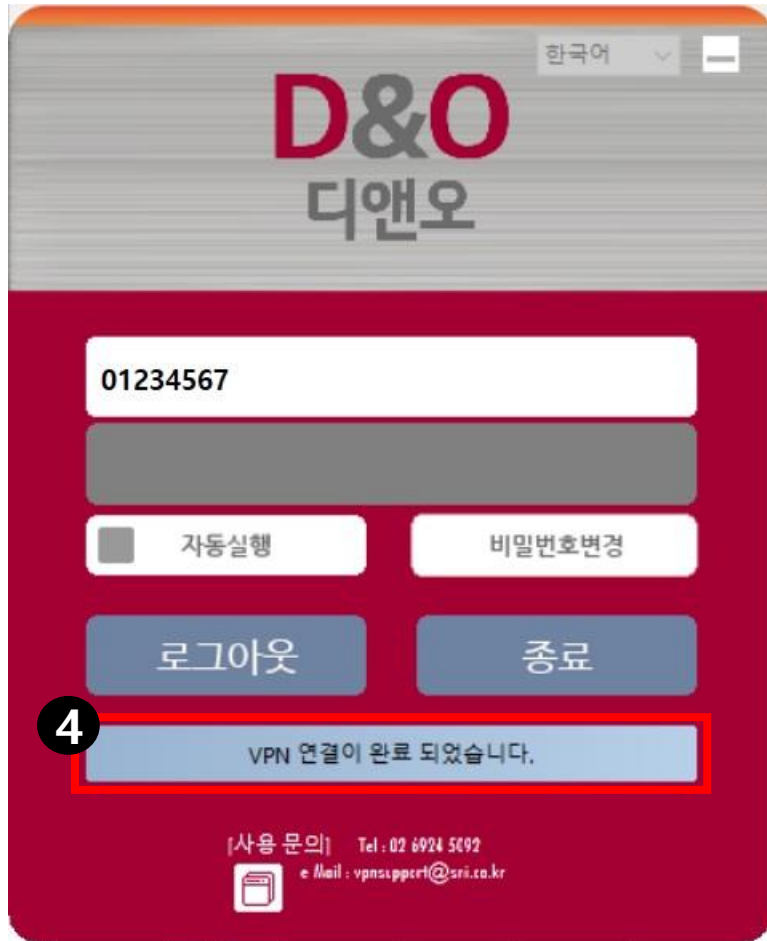 한국어
D&O
디앤오
01234567
자동실행
비밀번호변경
로그아웃
종료
4
VPN 연결이 완료 되었습니다.
[사용 문의] Tel : 02 6924 5092
e Mail : vpnsupport@sri.co.kr